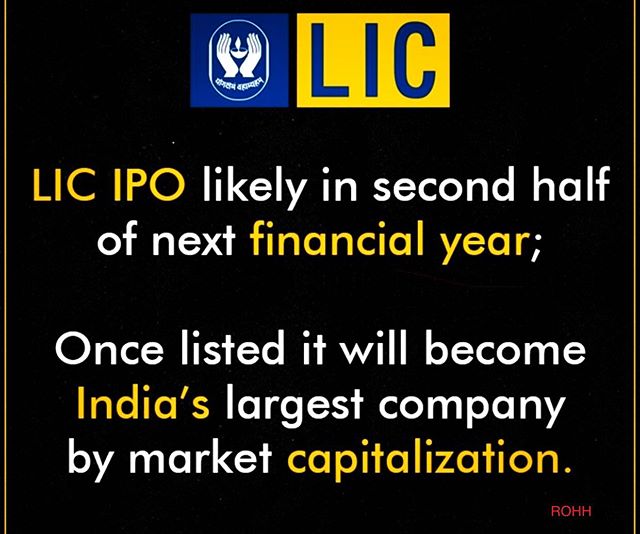 योगक्षेमं वहाम्यहम्
LIC
LIC IPO likely in second half
of next financial year;
Once listed it will become
India's largest company
by market capitalization.
ROHH